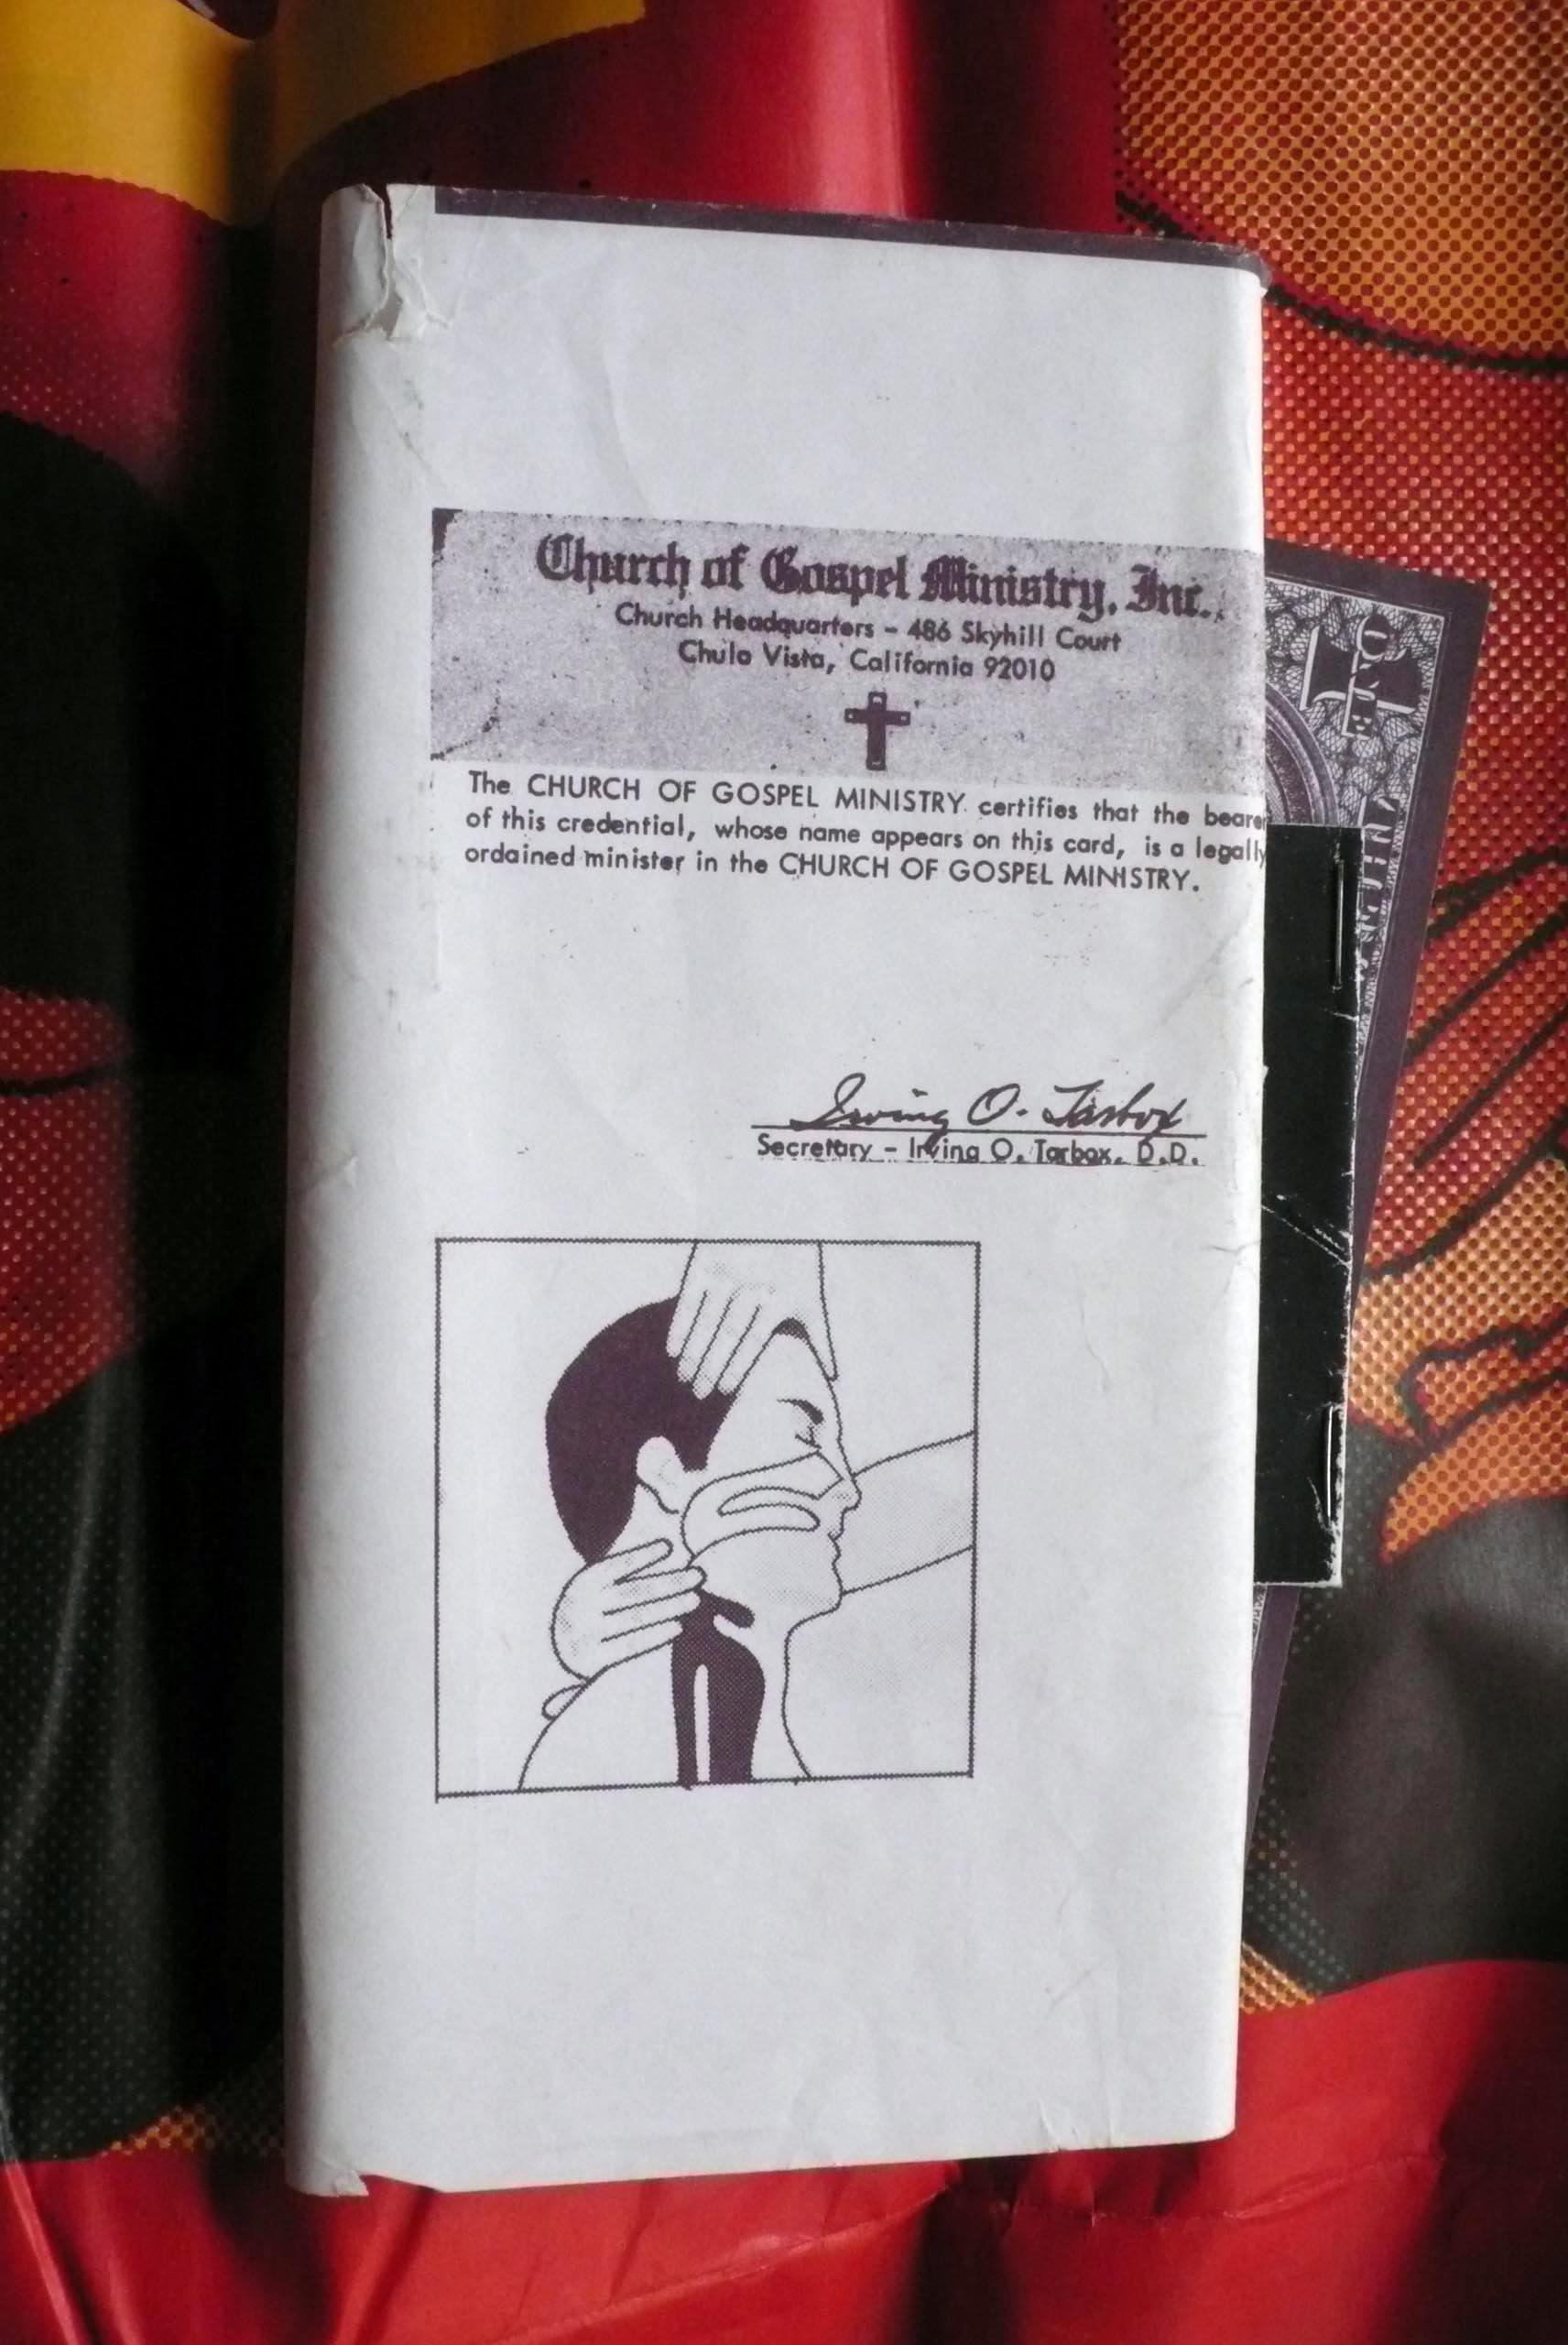 Church of Gospel Ministry, Inc.
Church Headquarters – 486 Skyhill Court
Chula Vista, California 92010
The CHURCH OF GOSPEL MINISTRY certifies that the bearer
of this credential, whose name appears on this card, is a legally
ordained minister in the CHURCH OF GOSPEL MINISTRY.
Irving O. Tarbox
Secretary – Irving O. Tarbox, D.D.
1
ONE